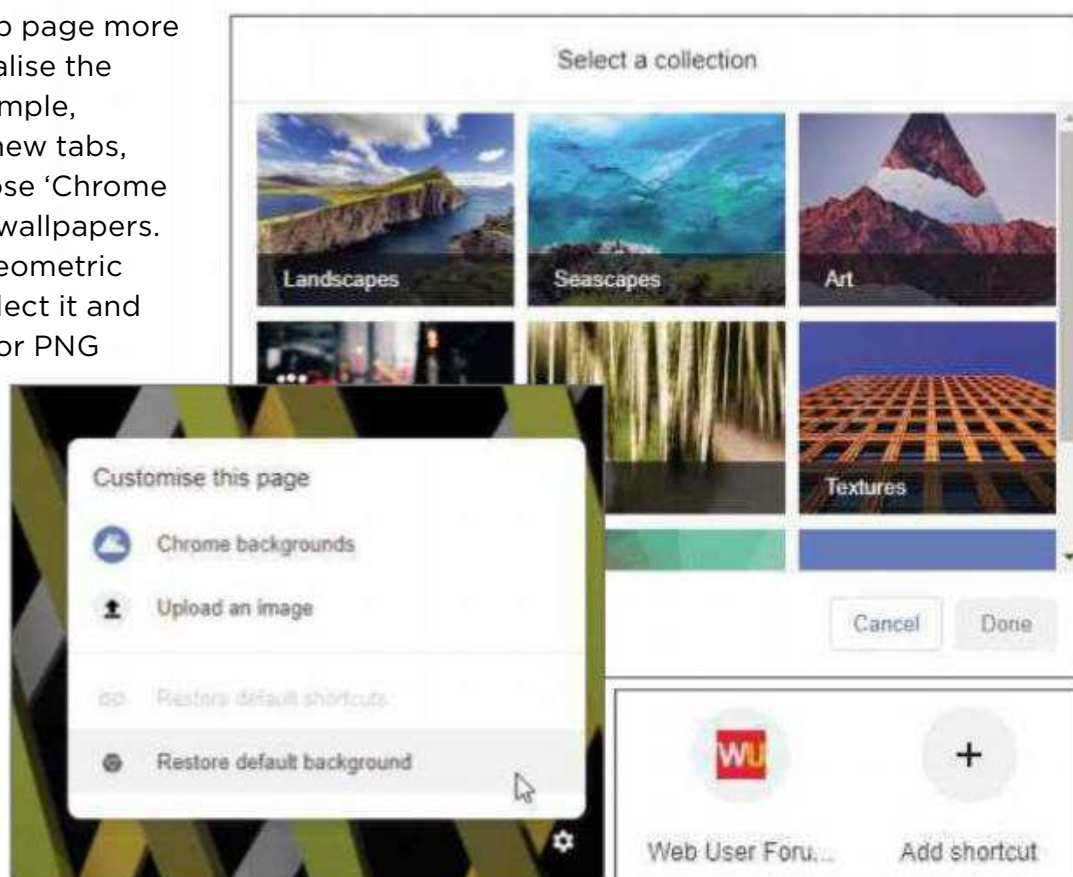 b page more
alise the
mple,
new tabs,
ose ‘Chrome
wallpapers.
eometric
lect it and
or PNG
Select a collection
Landscapes
Seascapes
Art
Textures
Cancel
Done
Customise this page
Chrome backgrounds
Upload an image
Restore default shortcuts
Restore default background
WU
Web User Foru...
Add shortcut